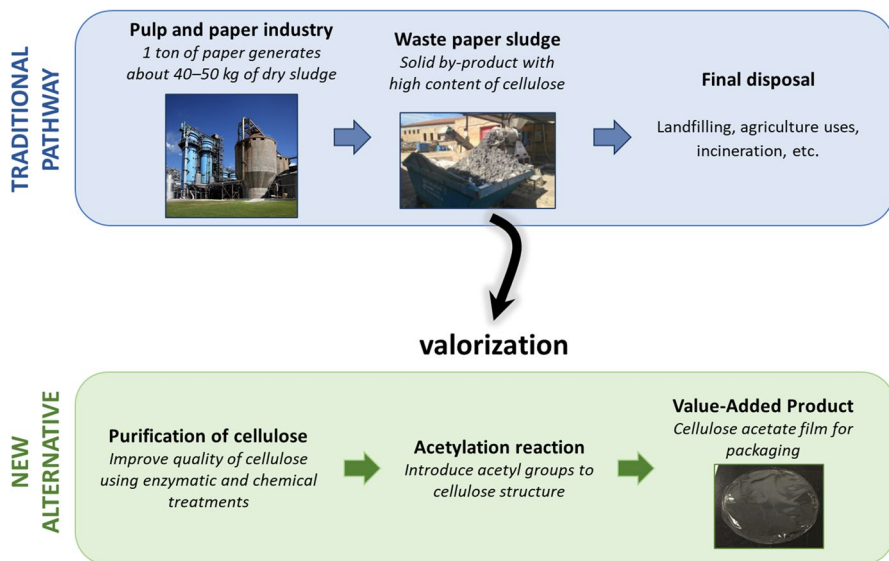 TRADITIONAL
PATHWAY
Pulp and paper industry
1 ton of paper generates
about 40–50 kg of dry sludge
Waste paper sludge
Solid by-product with
high content of cellulose
Final disposal
Landfilling, agriculture uses,
incineration, etc.
valorization
NEW
ALTERNATIVE
Purification of cellulose
Improve quality of cellulose
using enzymatic and chemical
treatments
Acetylation reaction
Introduce acetyl groups to
cellulose structure
Value-Added Product
Cellulose acetate film for
packaging